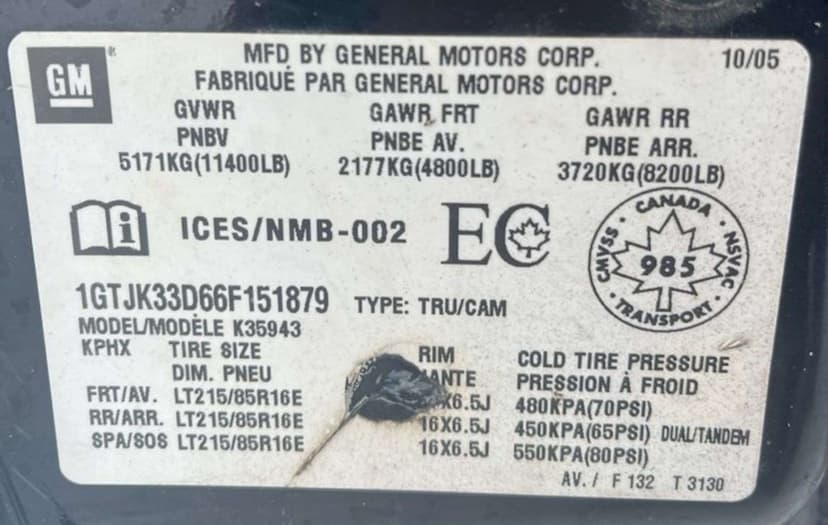 GM ® MFD BY GENERAL MOTORS CORP. 10/05
FABRIQUÉ PAR GENERAL MOTORS CORP.
GVWR GAWR FRT GAWR RR
PNBV PNBE AV. PNBE ARR.
5171KG(11400LB) 2177KG(4800LB) 3720KG(8200LB)
i ICES/NMB-002 EC CANADA CMVSS 985 NSVAC TRANSPORT
1GTJK33D66F151879 TYPE: TRU/CAM
MODEL/MODÈLE K35943
KPHX TIRE SIZE RIM COLD TIRE PRESSURE
DIM. PNEU PRESSION À FROID
FRT/AV. LT215/85R16E X6.5J 480KPA(70PSI)
RR/ARR. LT215/85R16E 16X6.5J 450KPA(65PSI) DUAL/TANDEM
SPA/SOS LT215/85R16E 16X6.5J 550KPA(80PSI)
AV. / F 132 T 3130